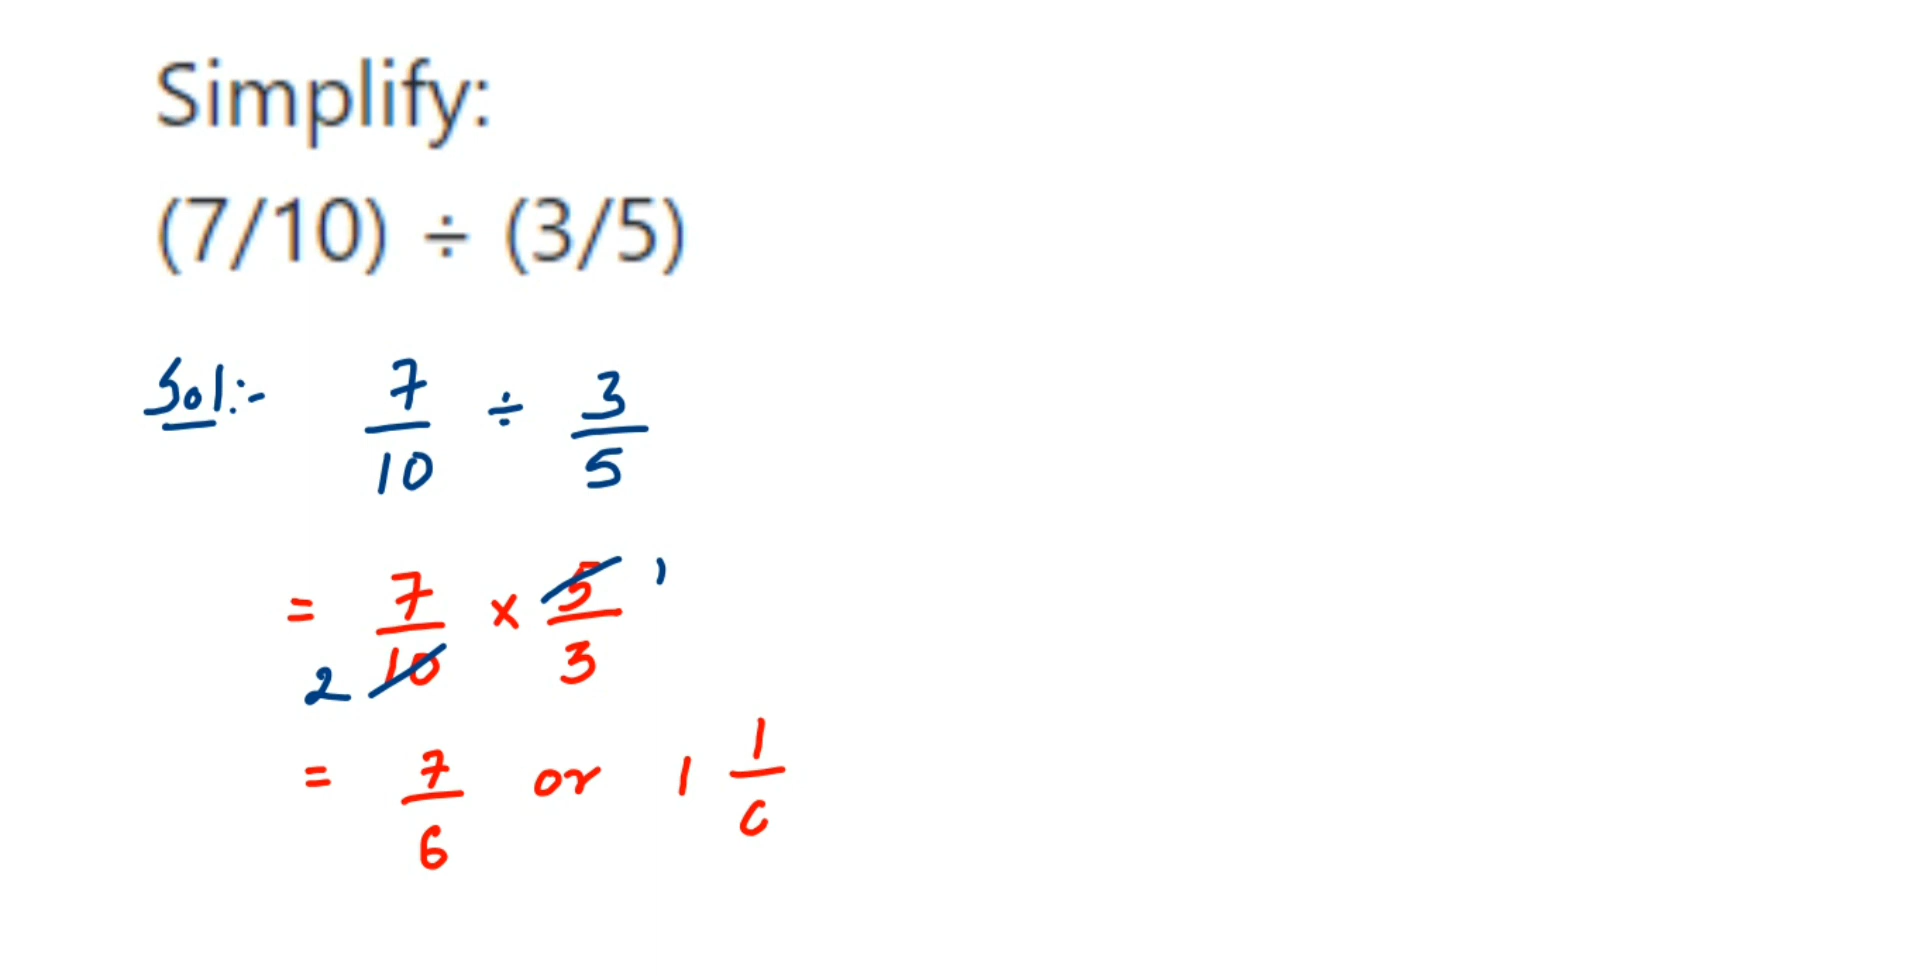 Simplify:
(7/10) ÷ (3/5)
Sol:- 7/10 ÷ 3/5
= 7/10 2 × 5/3 1
= 7/6 or 1 1/6